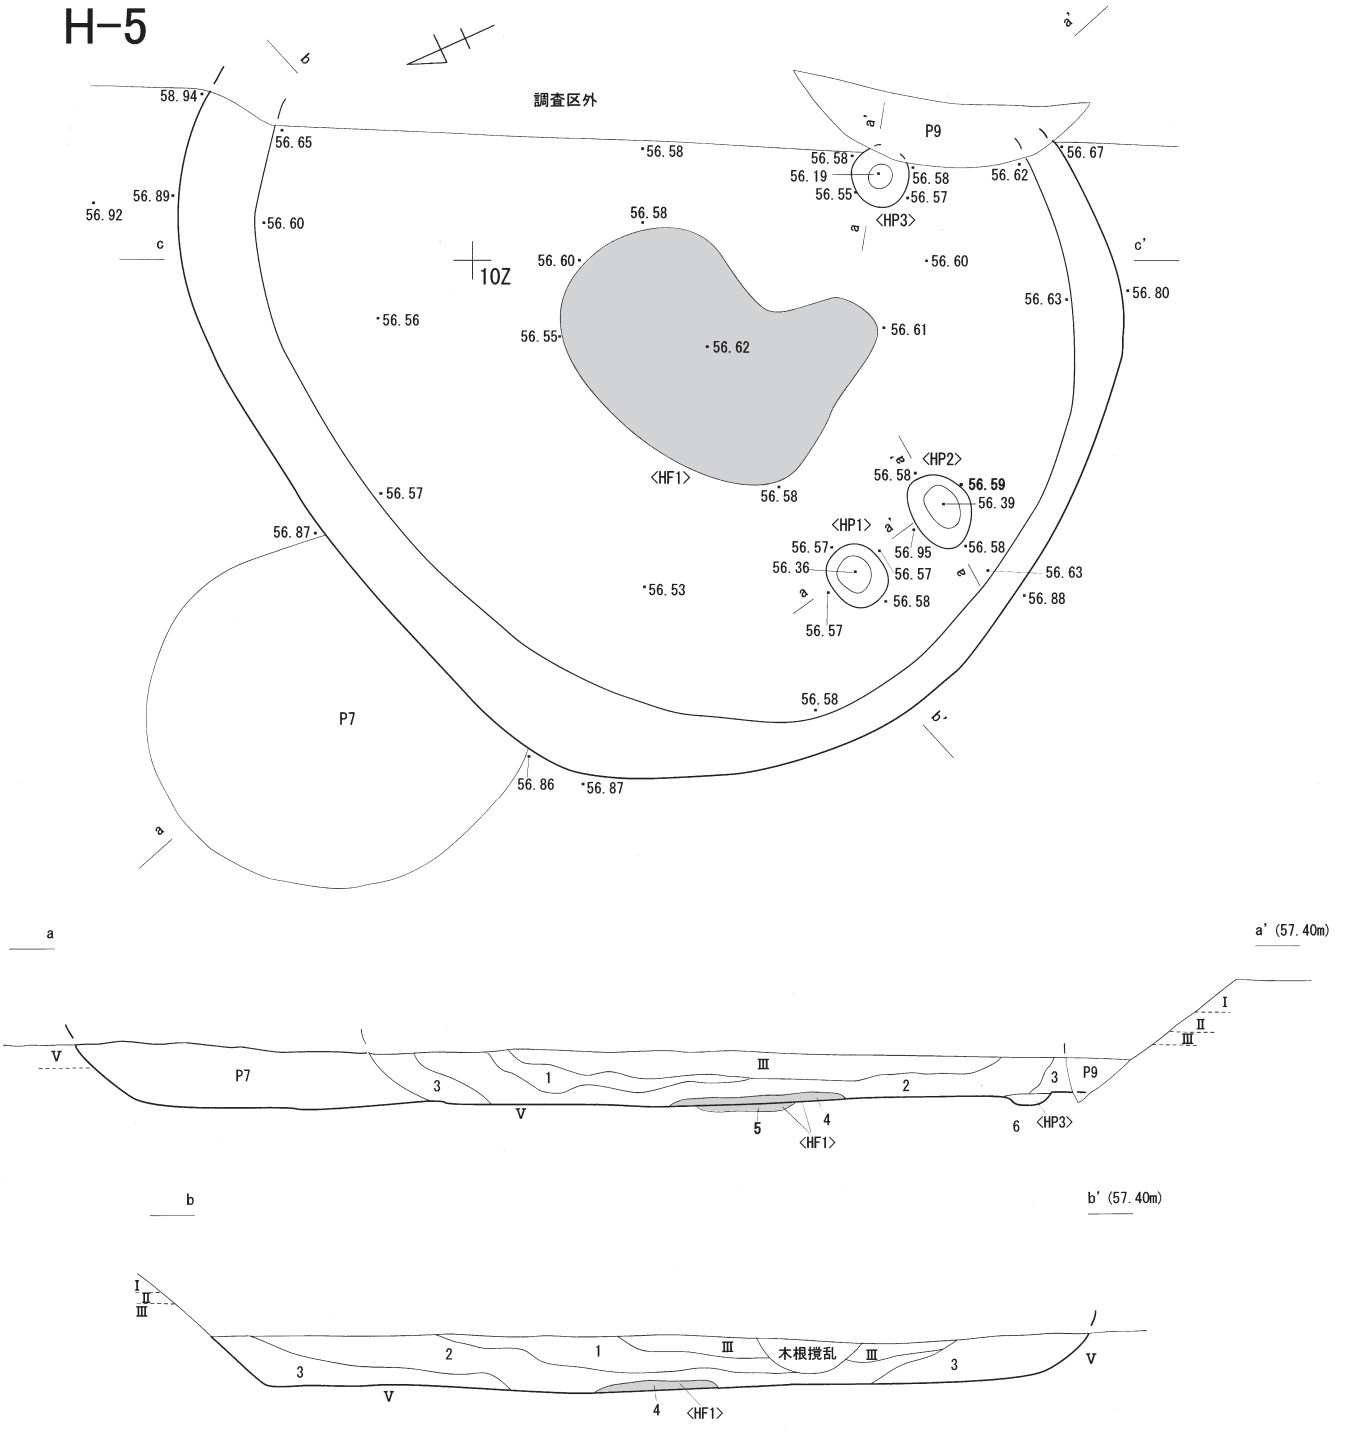 H-5
a'
b
調査区外
58.94
56.65
a'
P9
56.58
56.58
56.67
56.19
56.58
56.62
56.89
56.55
56.57
56.92
<HP3>
56.58
56.60
a
c
c'
56.60
56.60
10Z
56.63
56.80
56.56
56.55
56.61
56.62
a'
<HP2>
<HF1>
56.58
56.59
56.57
56.58
56.39
56.87
<HP1>
a'
56.57
56.95
56.58
56.36
56.57
a
56.63
56.53
a
56.58
56.88
56.57
56.58
P7
b'
56.86
56.87
a
a
a'(57.40m)
I
II
III
V
III
P7
3
1
2
3
P9
V
5
4
6
<HP3>
<HF1>
b
b'(57.40m)
I
II
III
2
1
III
木根撹乱
III
3
3
V
V
4
<HF1>